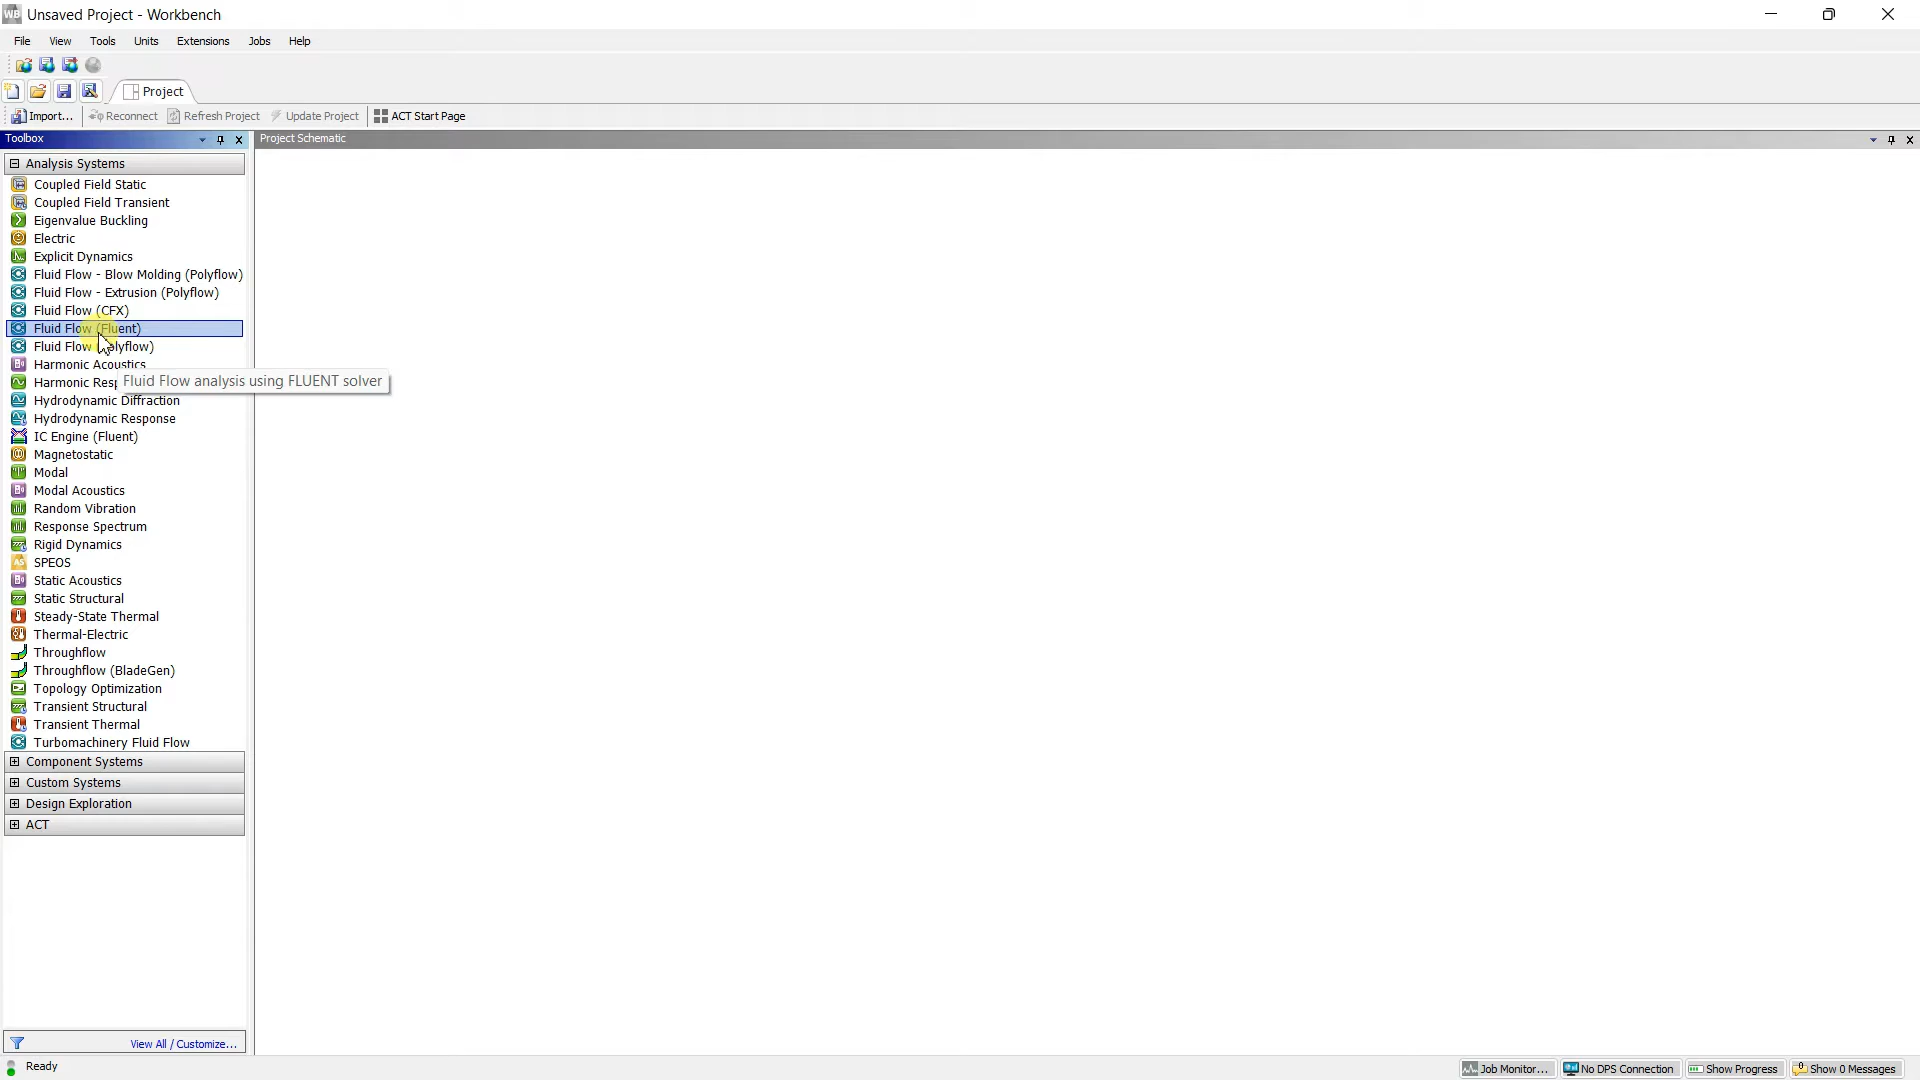 WB Unsaved Project - Workbench
File View Tools Units Extensions Jobs Help
Project
Import... Reconnect Refresh Project Update Project ACT Start Page
Toolbox
Project Schematic
Analysis Systems
Coupled Field Static
Coupled Field Transient
Eigenvalue Buckling
Electric
Explicit Dynamics
Fluid Flow - Blow Molding (Polyflow)
Fluid Flow - Extrusion (Polyflow)
Fluid Flow (CFX)
Fluid Flow (Fluent)
Fluid Flow
Harmonic Acoustics
Harmonic
Fluid Flow analysis using FLUENT solver
Hydrodynamic Diffraction
Hydrodynamic Response
IC Engine (Fluent)
Magnetostatic
Modal
Modal Acoustics
Random Vibration
Response Spectrum
Rigid Dynamics
SPEOS
Static Acoustics
Static Structural
Steady-State Thermal
Thermal-Electric
Throughflow
Throughflow (BladeGen)
Topology Optimization
Transient Structural
Transient Thermal
Turbomachinery Fluid Flow
Component Systems
Custom Systems
Design Exploration
ACT
View All / Customize...
Ready
Job Monitor... No DPS Connection Show Progress Show 0 Messages